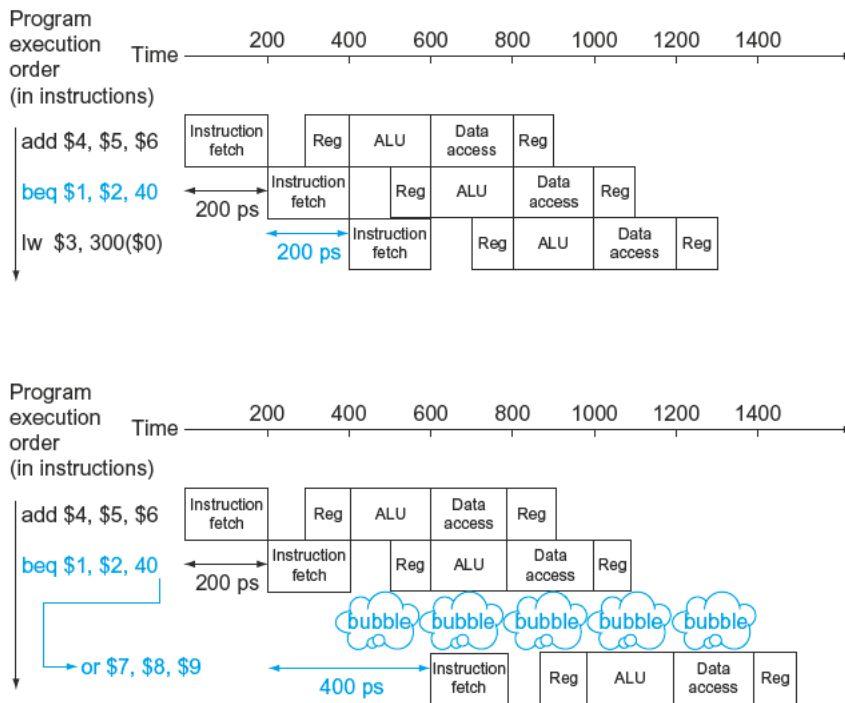 Program
execution
order
(in instructions)
Time
200 400 600 800 1000 1200 1400
add $4, $5, $6
Instruction
fetch
Reg
ALU
Data
access
Reg
beq $1, $2, 40
200 ps
Instruction
fetch
Reg
ALU
Data
access
Reg
lw $3, 300($0)
200 ps
Instruction
fetch
Reg
ALU
Data
access
Reg
Program
execution
order
(in instructions)
Time
200 400 600 800 1000 1200 1400
add $4, $5, $6
Instruction
fetch
Reg
ALU
Data
access
Reg
beq $1, $2, 40
200 ps
Instruction
fetch
Reg
ALU
Data
access
Reg
bubble bubble bubble bubble bubble
or $7, $8, $9
400 ps
Instruction
fetch
Reg
ALU
Data
access
Reg